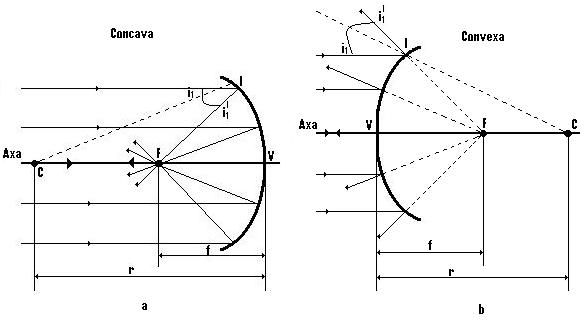 Concava
I
i₁
i₁'
Axa
C
F
V
f
r
a
i₁'
i₁
I
Convexa
Axa
V
F
C
f
r
b